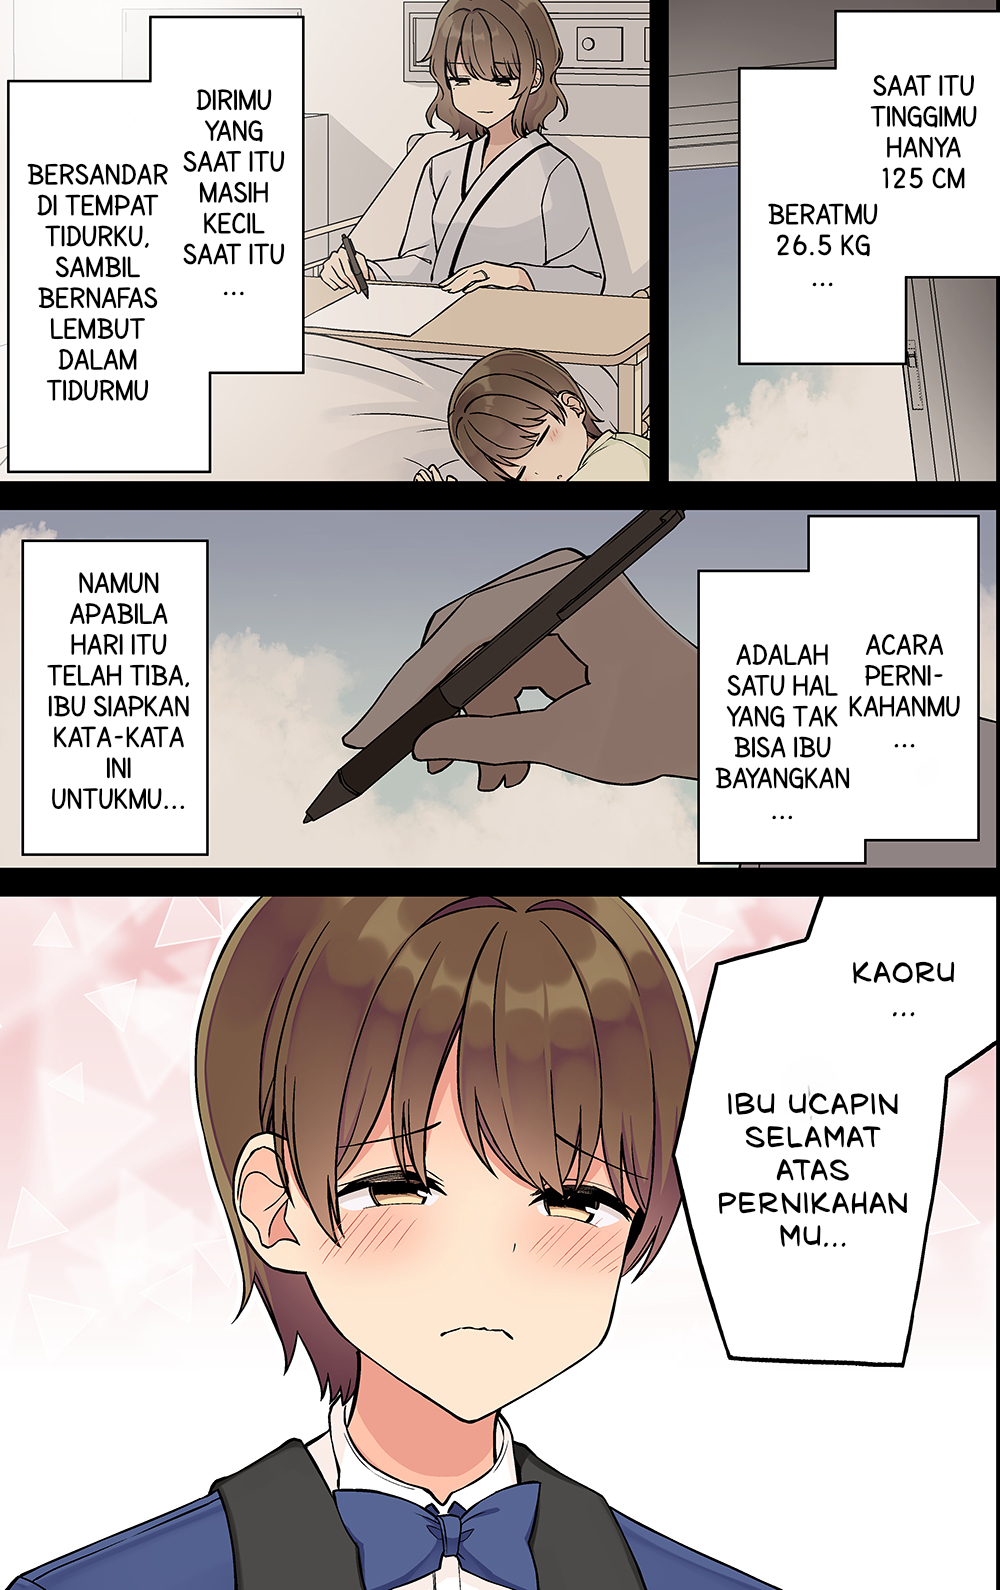 SAAT ITU
TINGGIMU
HANYA
125 CM
BERATMU
26.5 KG
...
DIRIMU
YANG
SAAT ITU
MASIH
KECIL
SAAT ITU
...
BERSANDAR
DI TEMPAT
TIDURKU,
SAMBIL
BERNAFAS
LEMBUT
DALAM
TIDURMU
ACARA
PERNI-
KAHANMU
...
ADALAH
SATU HAL
YANG TAK
BISA IBU
BAYANGKAN
...
NAMUN
APABILA
HARI ITU
TELAH TIBA,
IBU SIAPKAN
KATA-KATA
INI
UNTUKMU...
KAORU
...
IBU UCAPIN
SELAMAT
ATAS
PERNIKAHAN
MU...